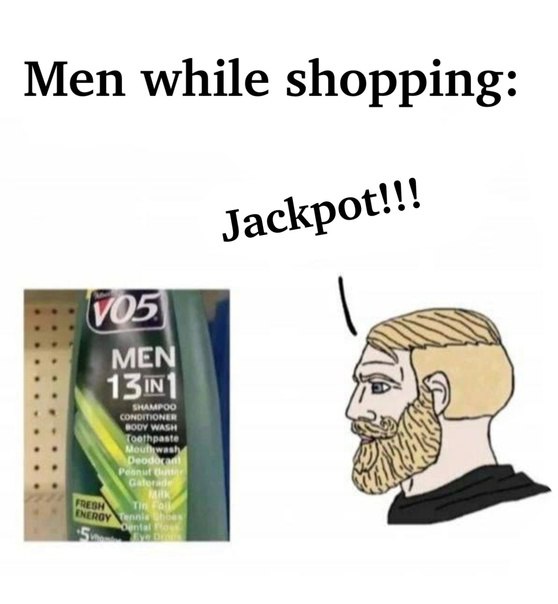 Men while shopping:
Jackpot!!!
VO5
MEN
13 IN 1
SHAMPOO
CONDITIONER
BODY WASH
Toothpaste
Mouthwash
Deodorant
Peanut Butter
Gatorade
Milk
Tin Foil
Tennis Shoes
Dental Floss
Eye Drops
FRESH
ENERGY
+5